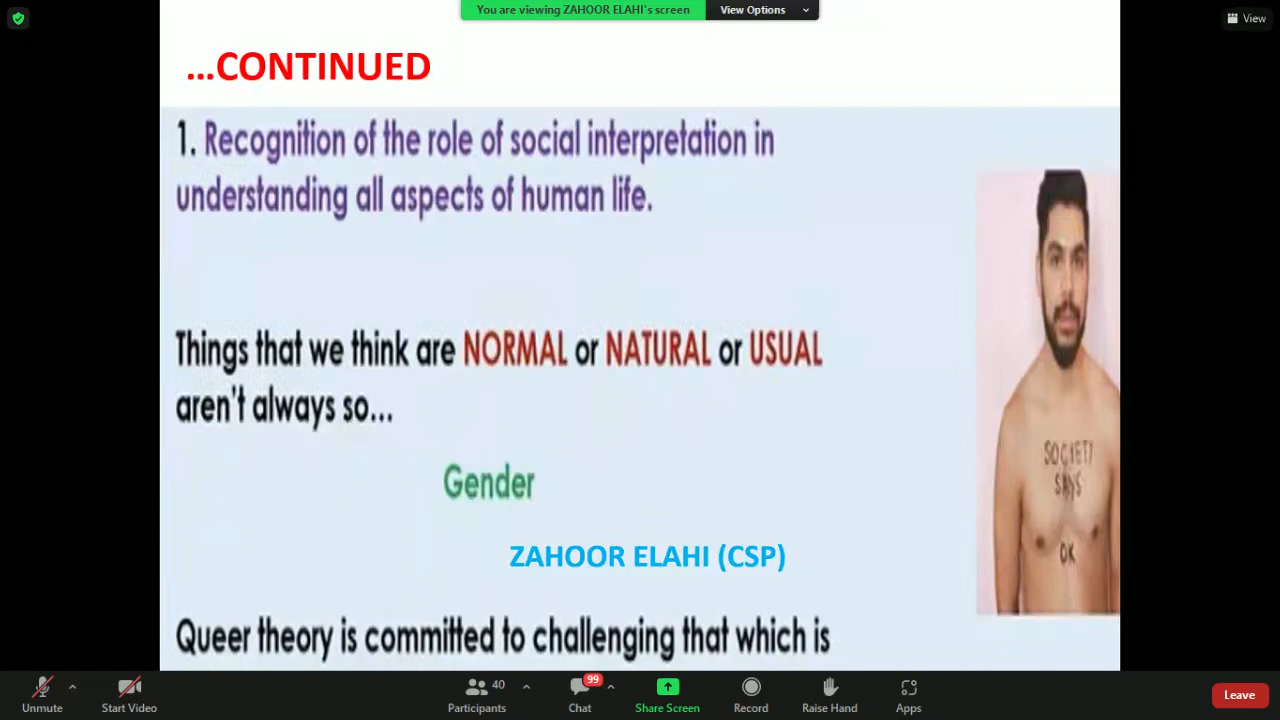 You are viewing ZAHOOR ELAHI's screen
View Options
View
...CONTINUED
1. Recognition of the role of social interpretation in
understanding all aspects of human life.
Things that we think are NORMAL or NATURAL or USUAL
aren't always so...
SOCIETY
SAYS
OK
Gender
ZAHOOR ELAHI (CSP)
Queer theory is committed to challenging that which is
Unmute
Start Video
40
Participants
99
Chat
Share Screen
Record
Raise Hand
Apps
Leave